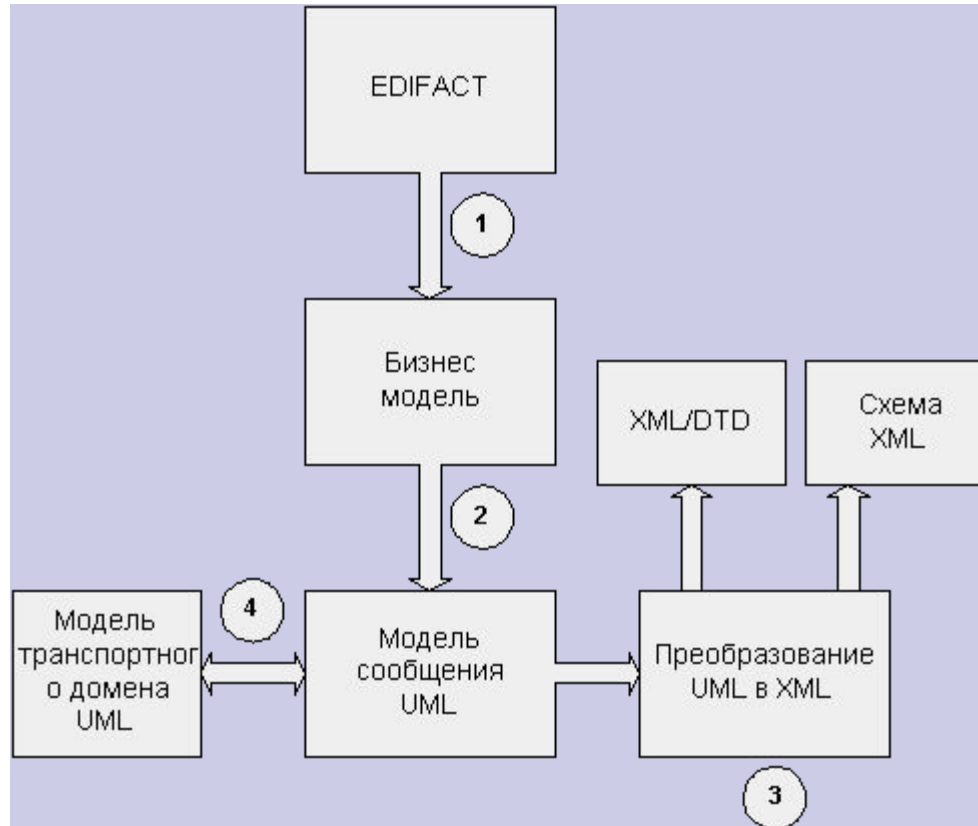 EDIFACT
1
Бизнес
модель
XML/DTD
Схема
XML
2
4
Модель
транспортног
о домена
UML
Модель
сообщения
UML
Преобразование
UML в XML
3